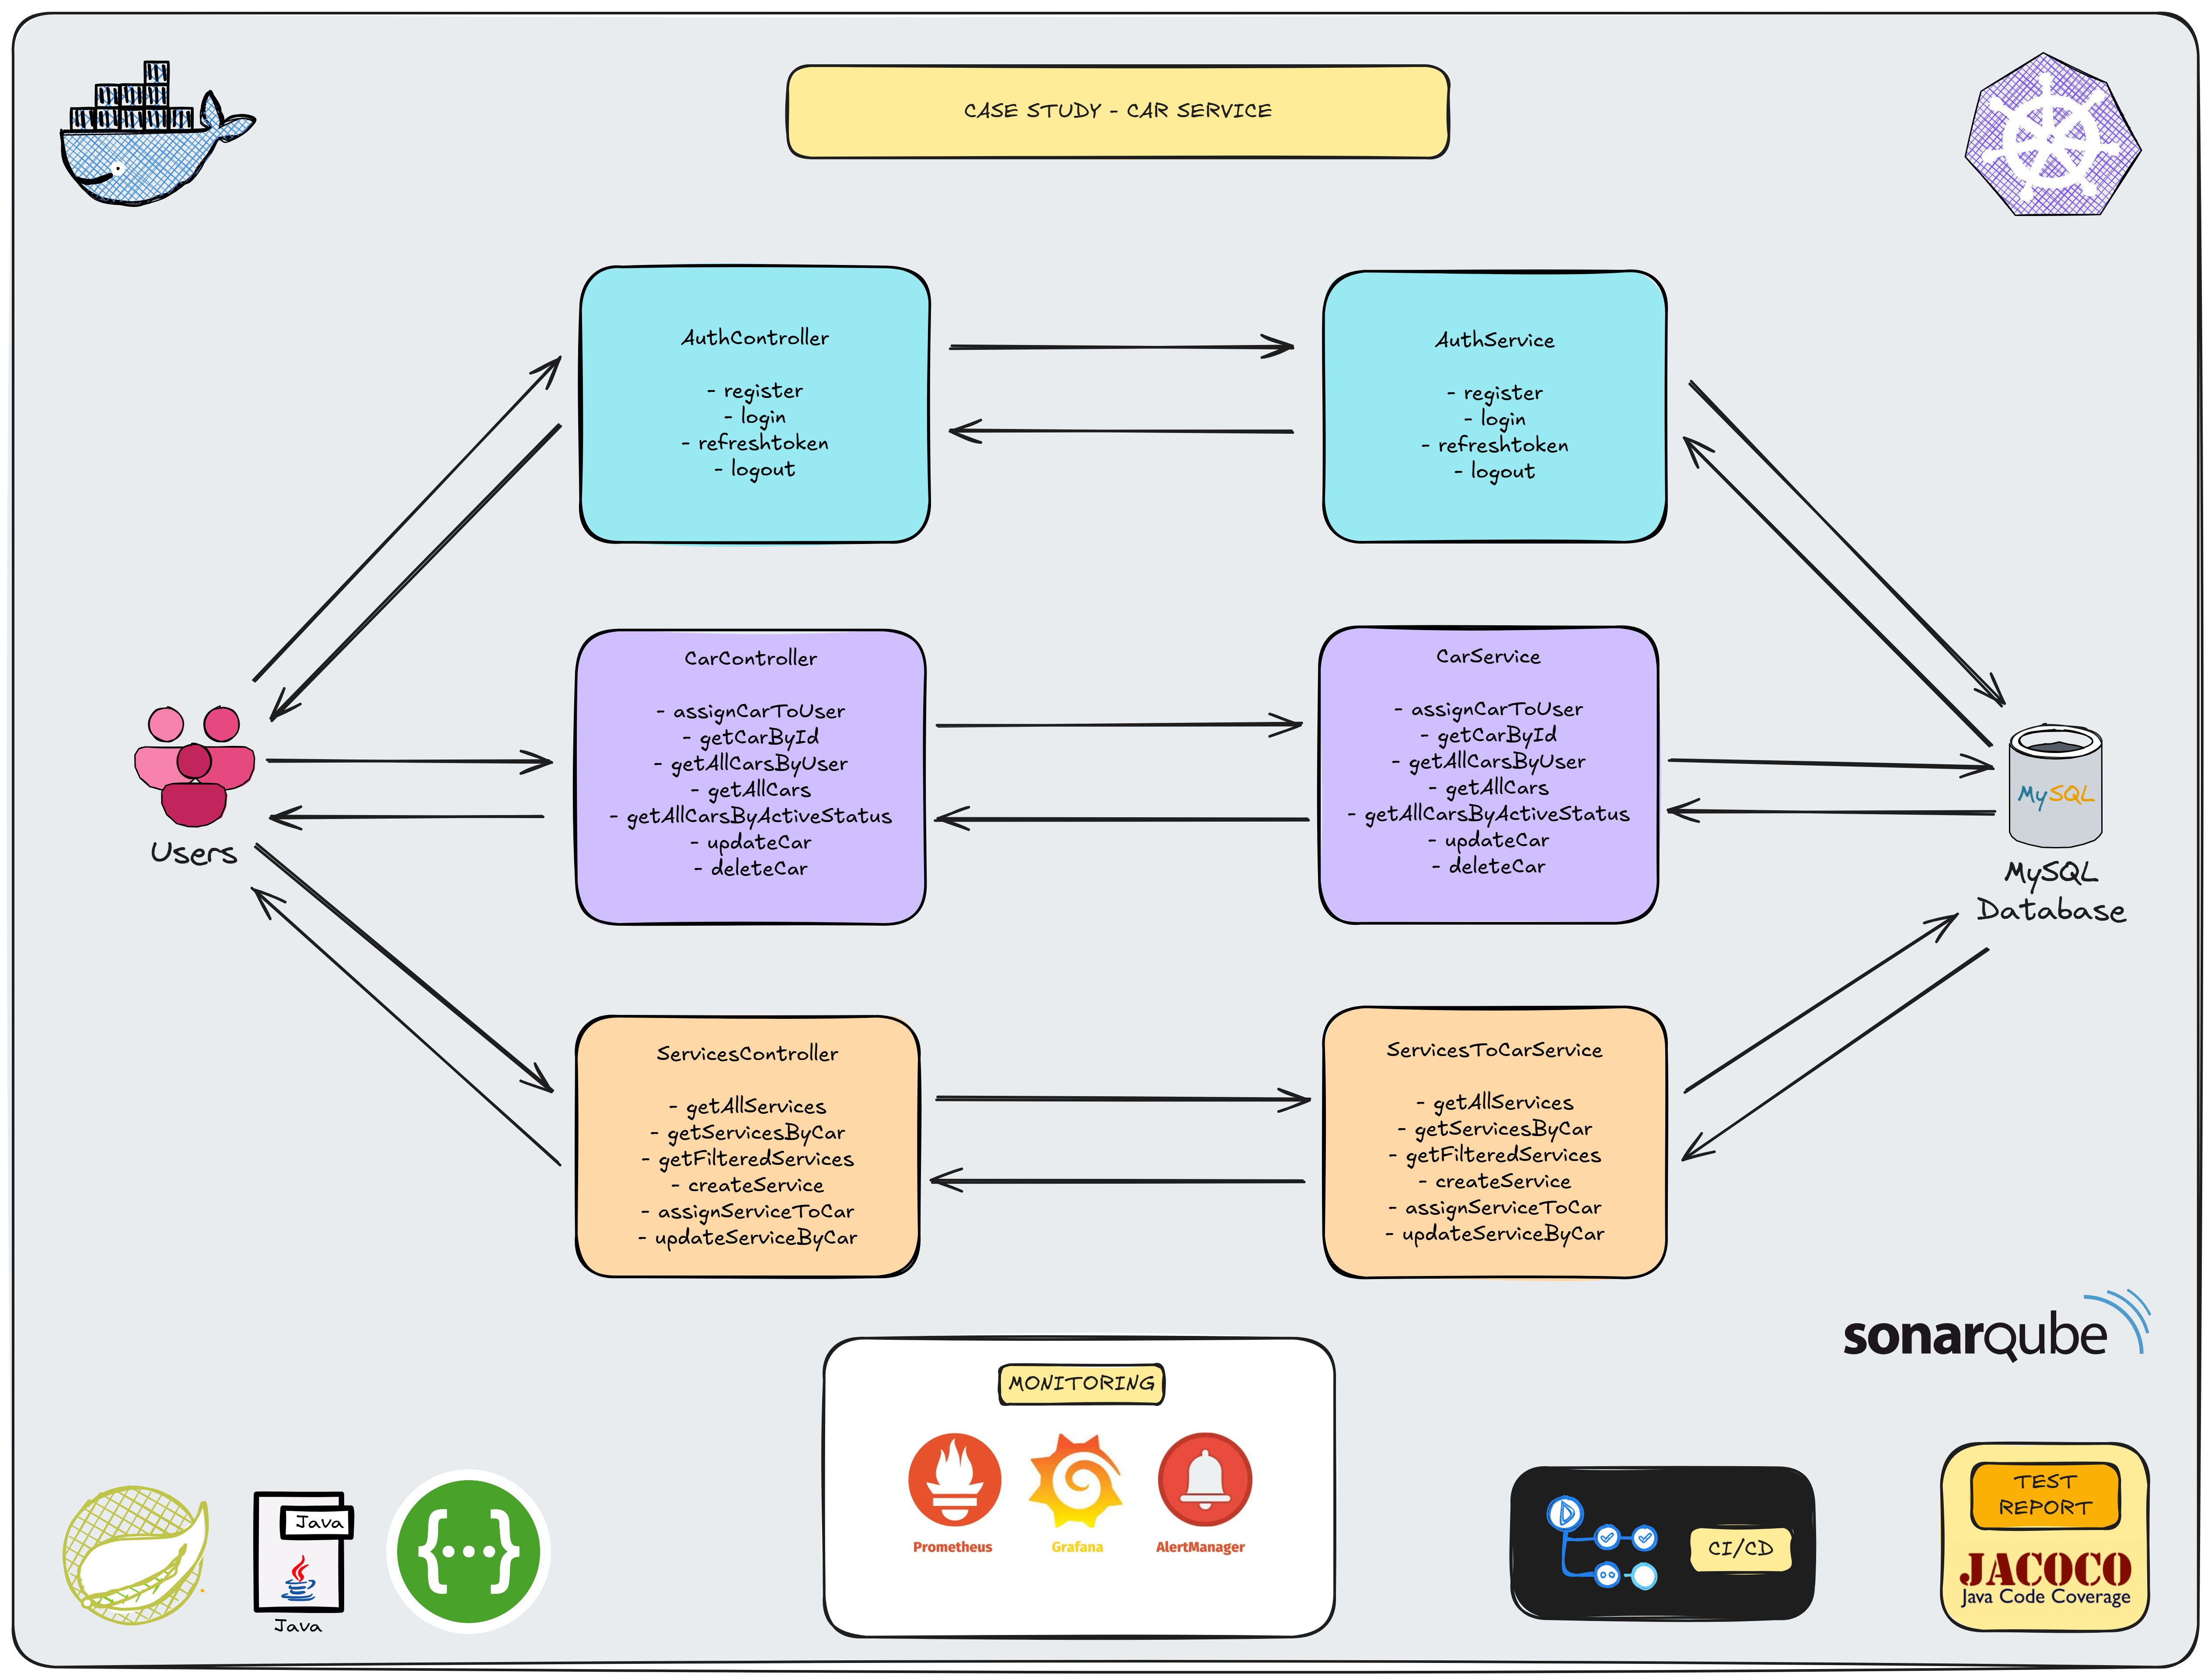 CASE STUDY - CAR SERVICE
AuthController
- register
- login
- refreshtoken
- logout
AuthService
- register
- login
- refreshtoken
- logout
CarController
- assignCarToUser
- getCarById
- getAllCarsByUser
- getAllCars
- getAllCarsByActiveStatus
- updateCar
- deleteCar
CarService
- assignCarToUser
- getCarById
- getAllCarsByUser
- getAllCars
- getAllCarsByActiveStatus
- updateCar
- deleteCar
Users
MySQL
MySQL
Database
ServicesController
- getAllServices
- getServicesByCar
- getFilteredServices
- createService
- assignServiceToCar
- updateServiceByCar
ServicesToCarService
- getAllServices
- getServicesByCar
- getFilteredServices
- createService
- assignServiceToCar
- updateServiceByCar
sonarqube
MONITORING
Prometheus
Grafana
AlertManager
Java
Java
{...}
CI/CD
TEST
REPORT
JACOCO
Java Code Coverage